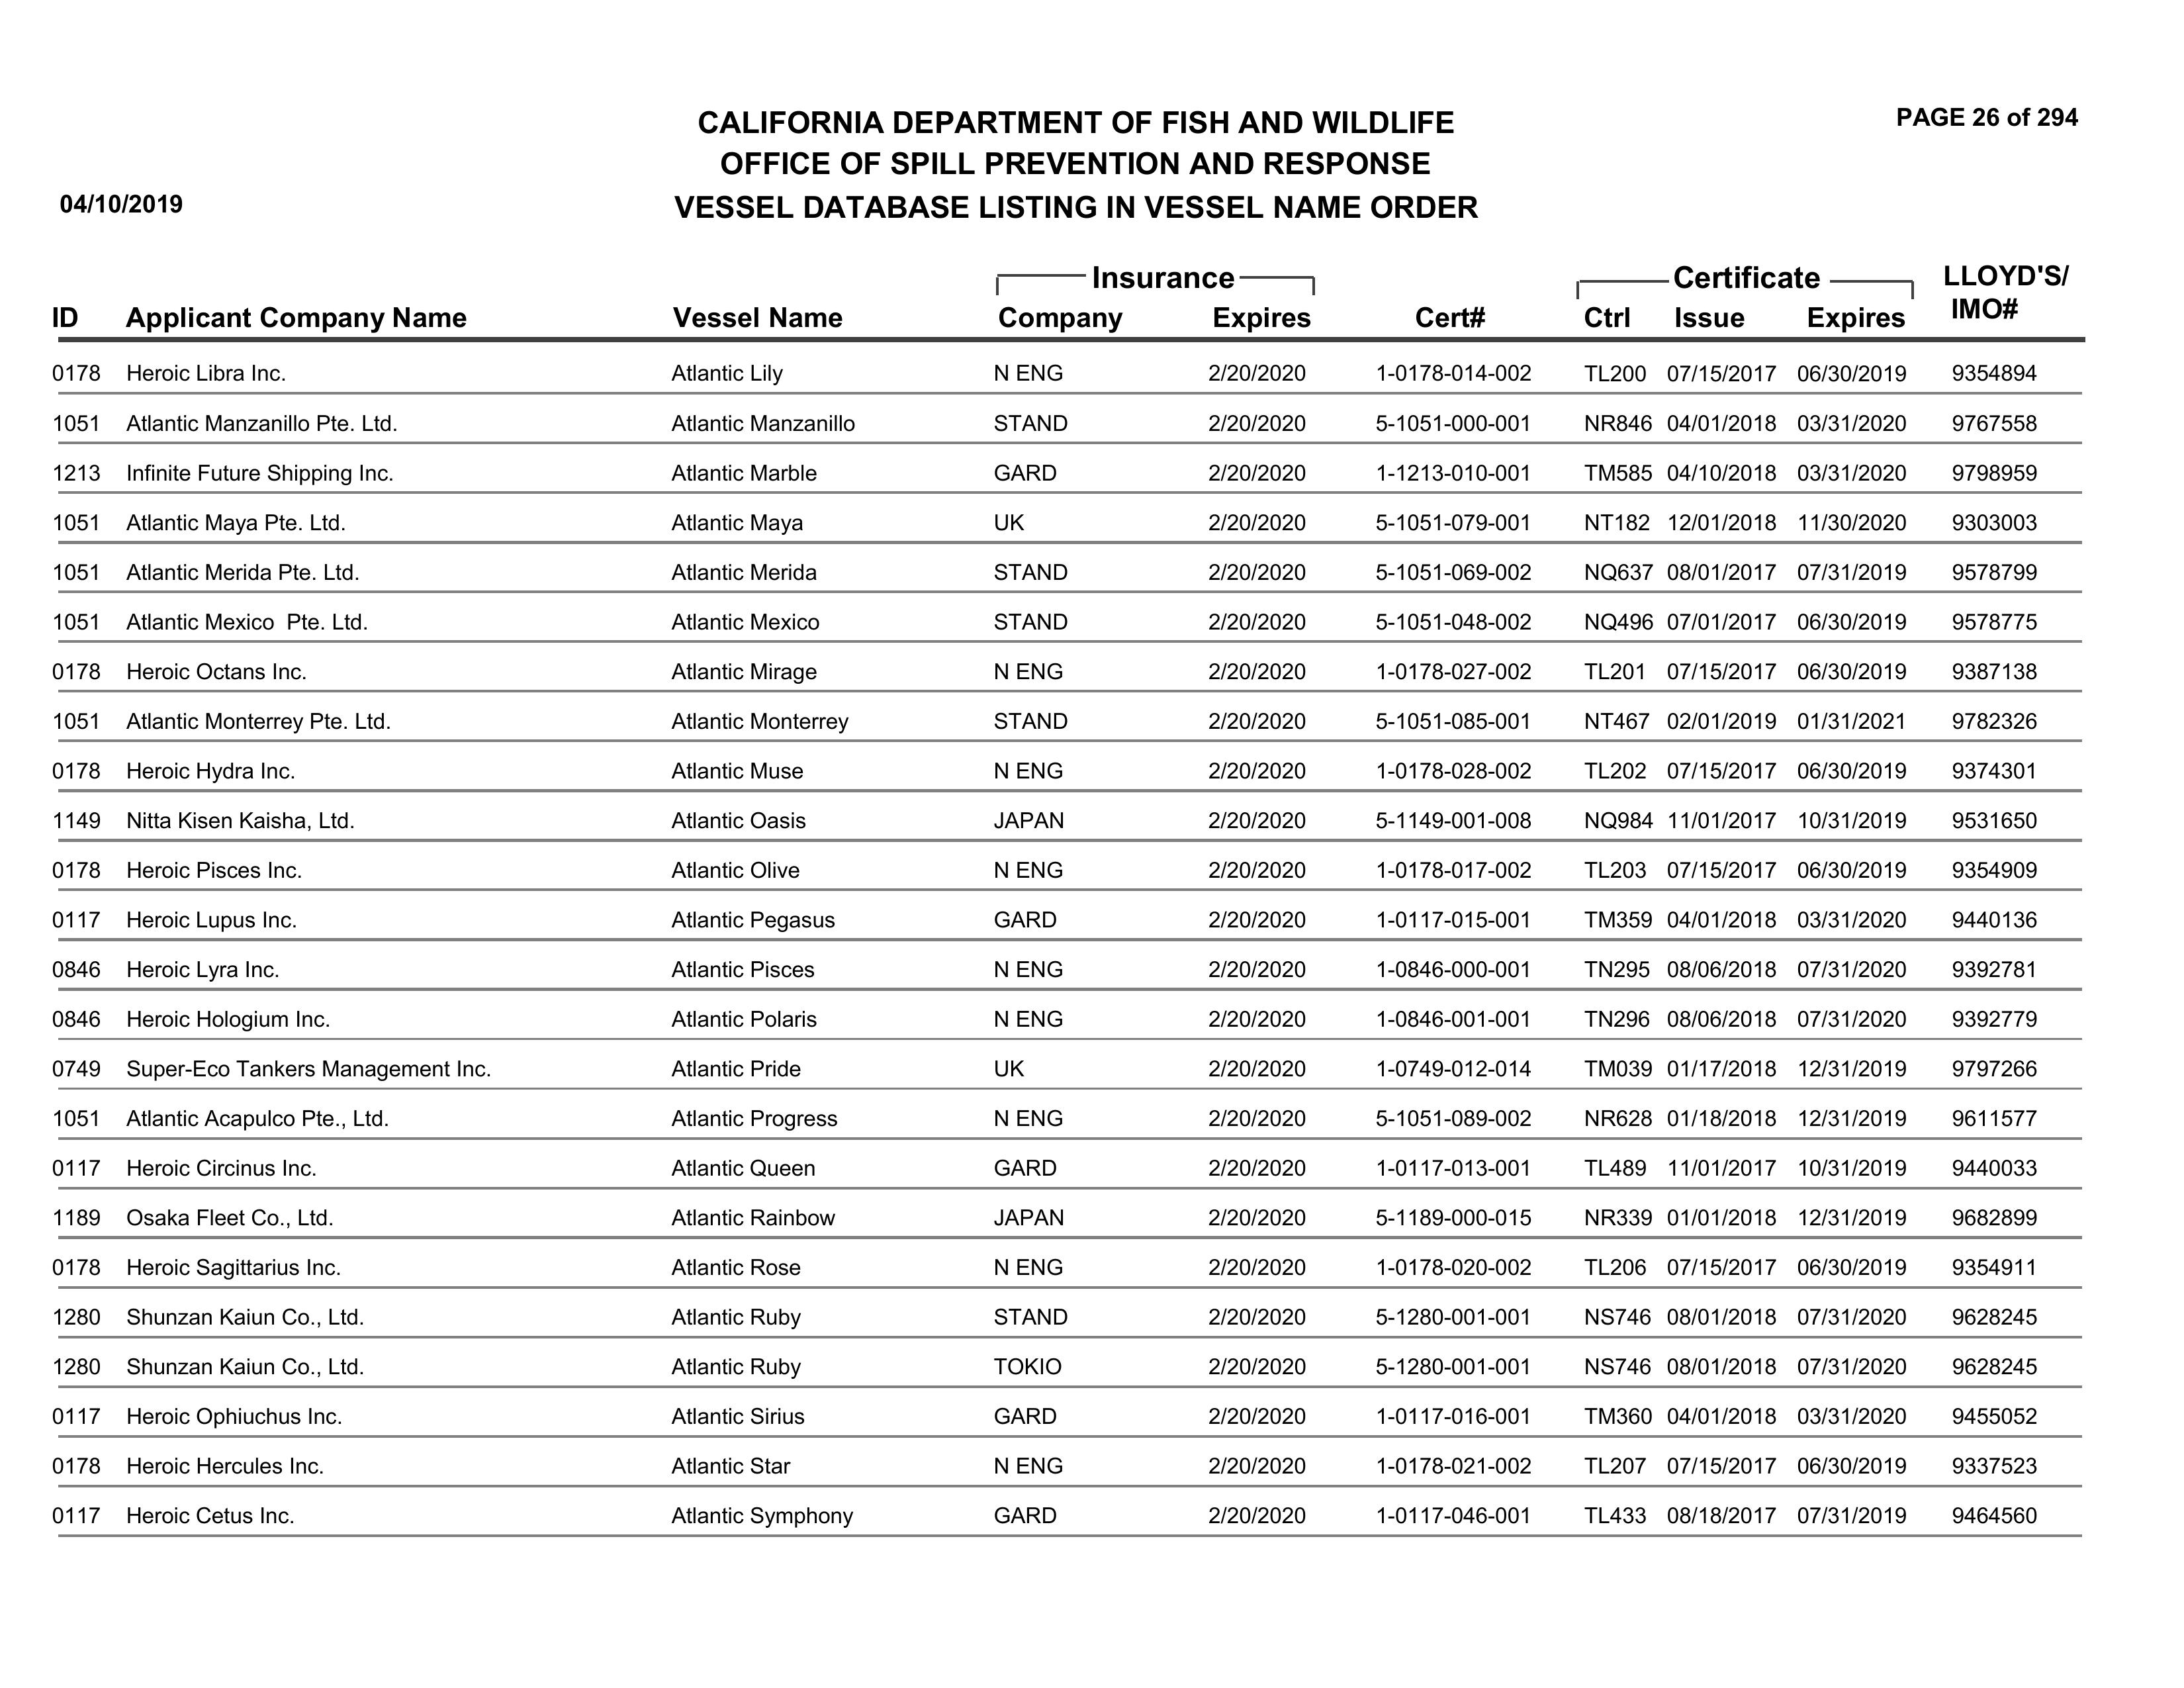 PAGE 26 of 294
CALIFORNIA DEPARTMENT OF FISH AND WILDLIFE
OFFICE OF SPILL PREVENTION AND RESPONSE
04/10/2019 VESSEL DATABASE LISTING IN VESSEL NAME ORDER
Insurance Certificate LLOYD'S/
ID Applicant Company Name Vessel Name Company Expires Cert# Ctrl Issue Expires IMO#
0178 Heroic Libra Inc. Atlantic Lily N ENG 2/20/2020 1-0178-014-002 TL200 07/15/2017 06/30/2019 9354894
1051 Atlantic Manzanillo Pte. Ltd. Atlantic Manzanillo STAND 2/20/2020 5-1051-000-001 NR846 04/01/2018 03/31/2020 9767558
1213 Infinite Future Shipping Inc. Atlantic Marble GARD 2/20/2020 1-1213-010-001 TM585 04/10/2018 03/31/2020 9798959
1051 Atlantic Maya Pte. Ltd. Atlantic Maya UK 2/20/2020 5-1051-079-001 NT182 12/01/2018 11/30/2020 9303003
1051 Atlantic Merida Pte. Ltd. Atlantic Merida STAND 2/20/2020 5-1051-069-002 NQ637 08/01/2017 07/31/2019 9578799
1051 Atlantic Mexico  Pte. Ltd. Atlantic Mexico STAND 2/20/2020 5-1051-048-002 NQ496 07/01/2017 06/30/2019 9578775
0178 Heroic Octans Inc. Atlantic Mirage N ENG 2/20/2020 1-0178-027-002 TL201 07/15/2017 06/30/2019 9387138
1051 Atlantic Monterrey Pte. Ltd. Atlantic Monterrey STAND 2/20/2020 5-1051-085-001 NT467 02/01/2019 01/31/2021 9782326
0178 Heroic Hydra Inc. Atlantic Muse N ENG 2/20/2020 1-0178-028-002 TL202 07/15/2017 06/30/2019 9374301
1149 Nitta Kisen Kaisha, Ltd. Atlantic Oasis JAPAN 2/20/2020 5-1149-001-008 NQ984 11/01/2017 10/31/2019 9531650
0178 Heroic Pisces Inc. Atlantic Olive N ENG 2/20/2020 1-0178-017-002 TL203 07/15/2017 06/30/2019 9354909
0117 Heroic Lupus Inc. Atlantic Pegasus GARD 2/20/2020 1-0117-015-001 TM359 04/01/2018 03/31/2020 9440136
0846 Heroic Lyra Inc. Atlantic Pisces N ENG 2/20/2020 1-0846-000-001 TN295 08/06/2018 07/31/2020 9392781
0846 Heroic Hologium Inc. Atlantic Polaris N ENG 2/20/2020 1-0846-001-001 TN296 08/06/2018 07/31/2020 9392779
0749 Super-Eco Tankers Management Inc. Atlantic Pride UK 2/20/2020 1-0749-012-014 TM039 01/17/2018 12/31/2019 9797266
1051 Atlantic Acapulco Pte., Ltd. Atlantic Progress N ENG 2/20/2020 5-1051-089-002 NR628 01/18/2018 12/31/2019 9611577
0117 Heroic Circinus Inc. Atlantic Queen GARD 2/20/2020 1-0117-013-001 TL489 11/01/2017 10/31/2019 9440033
1189 Osaka Fleet Co., Ltd. Atlantic Rainbow JAPAN 2/20/2020 5-1189-000-015 NR339 01/01/2018 12/31/2019 9682899
0178 Heroic Sagittarius Inc. Atlantic Rose N ENG 2/20/2020 1-0178-020-002 TL206 07/15/2017 06/30/2019 9354911
1280 Shunzan Kaiun Co., Ltd. Atlantic Ruby STAND 2/20/2020 5-1280-001-001 NS746 08/01/2018 07/31/2020 9628245
1280 Shunzan Kaiun Co., Ltd. Atlantic Ruby TOKIO 2/20/2020 5-1280-001-001 NS746 08/01/2018 07/31/2020 9628245
0117 Heroic Ophiuchus Inc. Atlantic Sirius GARD 2/20/2020 1-0117-016-001 TM360 04/01/2018 03/31/2020 9455052
0178 Heroic Hercules Inc. Atlantic Star N ENG 2/20/2020 1-0178-021-002 TL207 07/15/2017 06/30/2019 9337523
0117 Heroic Cetus Inc. Atlantic Symphony GARD 2/20/2020 1-0117-046-001 TL433 08/18/2017 07/31/2019 9464560